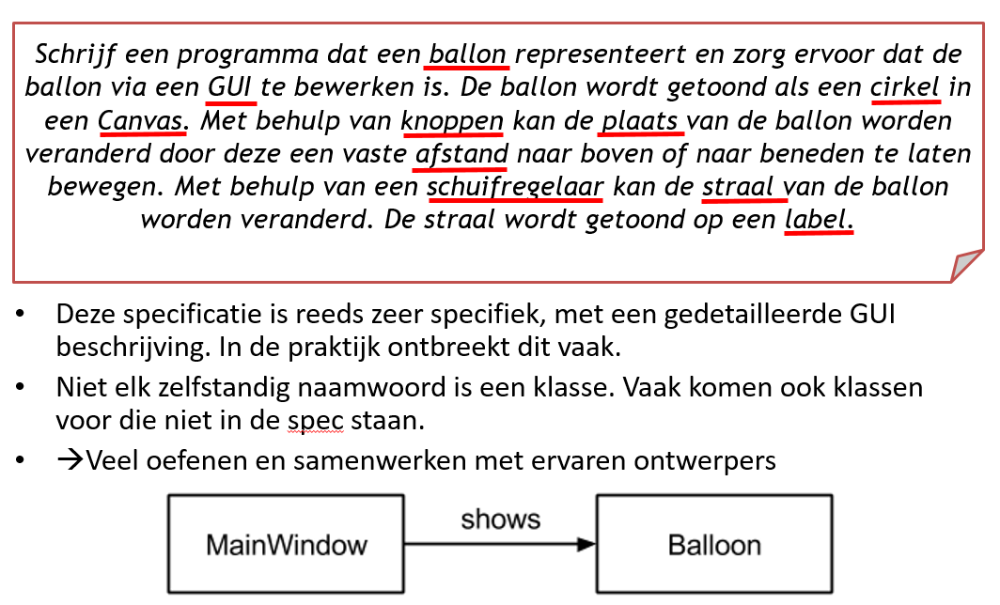 Schrijf een programma dat een ballon representeert en zorg ervoor dat de
ballon via een GUI te bewerken is. De ballon wordt getoond als een cirkel in
een Canvas. Met behulp van knoppen kan de plaats van de ballon worden
veranderd door deze een vaste afstand naar boven of naar beneden te laten
bewegen. Met behulp van een schuifregelaar kan de straal van de ballon
worden veranderd. De straal wordt getoond op een label.
• Deze specificatie is reeds zeer specifiek, met een gedetailleerde GUI
beschrijving. In de praktijk ontbreekt dit vaak.
• Niet elk zelfstandig naamwoord is een klasse. Vaak komen ook klassen
voor die niet in de spec staan.
• →Veel oefenen en samenwerken met ervaren ontwerpers
shows
MainWindow
Balloon